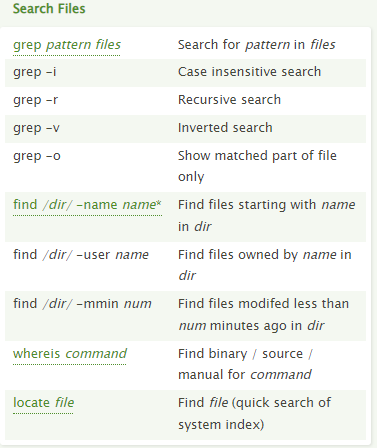 Search Files
grep pattern files Search for pattern in files
grep -i Case insensitive search
grep -r Recursive search
grep -v Inverted search
grep -o Show matched part of file
only
find /dir/ -name name* Find files starting with name
in dir
find /dir/ -user name Find files owned by name in
dir
find /dir/ -mmin num Find files modifed less than
num minutes ago in dir
whereis command Find binary / source /
manual for command
locate file Find file (quick search of
system index)